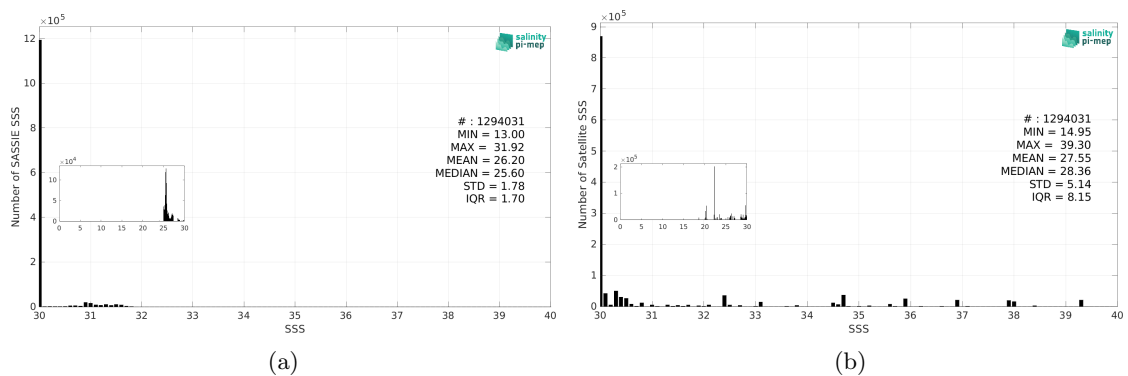 ×10^5
12
10
8
6
4
2
0
Number of SASSIE SSS
salinity
pi-mep
# : 1294031
MIN = 13.00
MAX = 31.92
MEAN = 26.20
MEDIAN = 25.60
STD = 1.78
IQR = 1.70
×10^4
10
5
0
0 5 10 15 20 25 30
30 31 32 33 34 35 36 37 38 39 40
SSS
(a)
×10^5
9
8
7
6
5
4
3
2
1
0
Number of Satellite SSS
salinity
pi-mep
# : 1294031
MIN = 14.95
MAX = 39.30
MEAN = 27.55
MEDIAN = 28.36
STD = 5.14
IQR = 8.15
×10^5
2
1
0
0 5 10 15 20 25 30
30 31 32 33 34 35 36 37 38 39 40
SSS
(b)